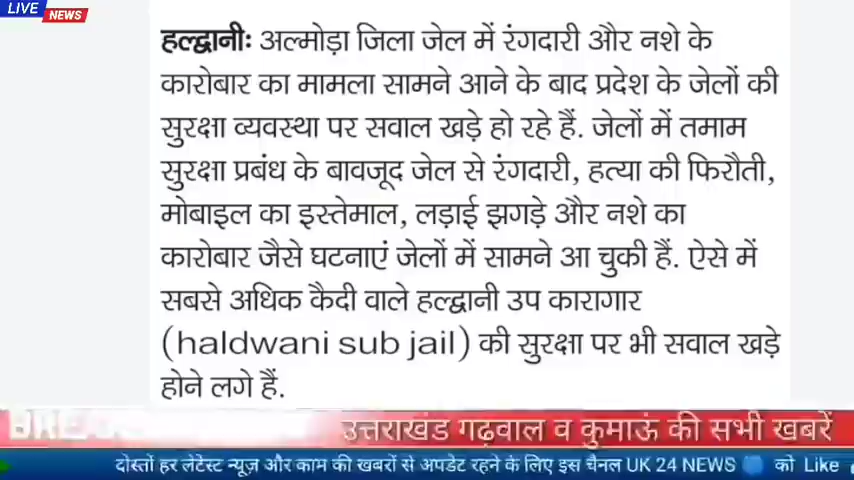 LIVE
NEWS
हल्द्वानीः अल्मोड़ा जिला जेल में रंगदारी और नशे के
कारोबार का मामला सामने आने के बाद प्रदेश के जेलों की
सुरक्षा व्यवस्था पर सवाल खड़े हो रहे हैं. जेलों में तमाम
सुरक्षा प्रबंध के बावजूद जेल से रंगदारी, हत्या की फिरौती,
मोबाइल का इस्तेमाल, लड़ाई झगड़े और नशे का
कारोबार जैसे घटनाएं जेलों में सामने आ चुकी हैं. ऐसे में
सबसे अधिक कैदी वाले हल्द्वानी उप कारागार
(haldwani sub jail) की सुरक्षा पर भी सवाल खड़े
होने लगे हैं.
उत्तराखंड गढ़वाल व कुमाऊं की सभी खबरें
दोस्तों हर लेटेस्ट न्यूज़ और काम की खबरों से अपडेट रहने के लिए इस चैनल UK 24 NEWS को Like